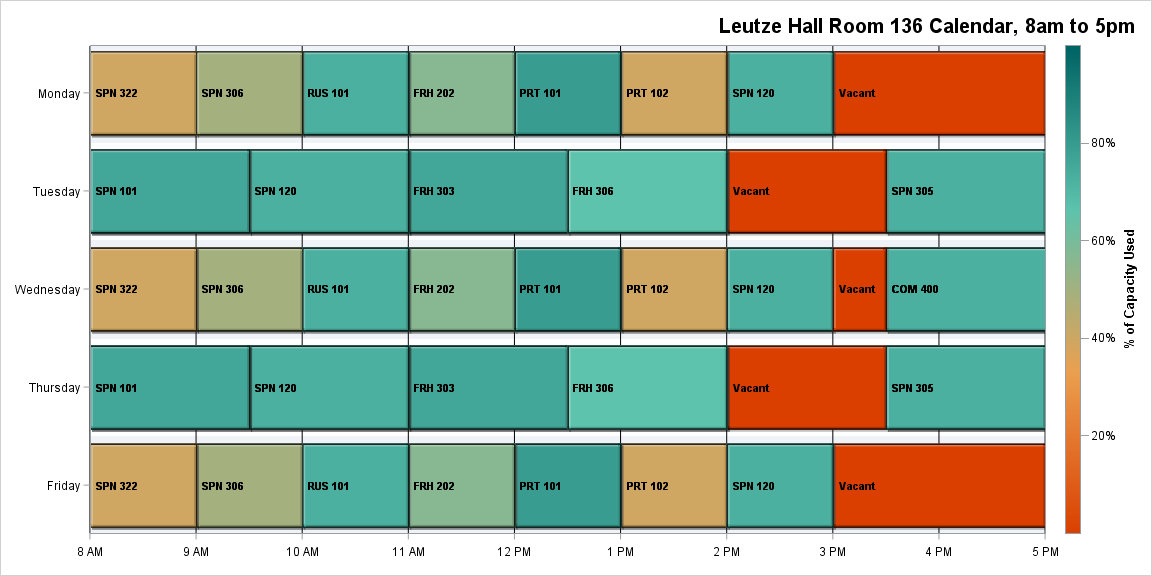 Leutze Hall Room 136 Calendar, 8am to 5pm
Monday
SPN 322
SPN 306
RUS 101
FRH 202
PRT 101
PRT 102
SPN 120
Vacant
Tuesday
SPN 101
SPN 120
FRH 303
FRH 306
Vacant
SPN 305
Wednesday
SPN 322
SPN 306
RUS 101
FRH 202
PRT 101
PRT 102
SPN 120
Vacant
COM 400
Thursday
SPN 101
SPN 120
FRH 303
FRH 306
Vacant
SPN 305
Friday
SPN 322
SPN 306
RUS 101
FRH 202
PRT 101
PRT 102
SPN 120
Vacant
8 AM
9 AM
10 AM
11 AM
12 PM
1 PM
2 PM
3 PM
4 PM
5 PM
80%
60%
40%
20%
% of Capacity Used